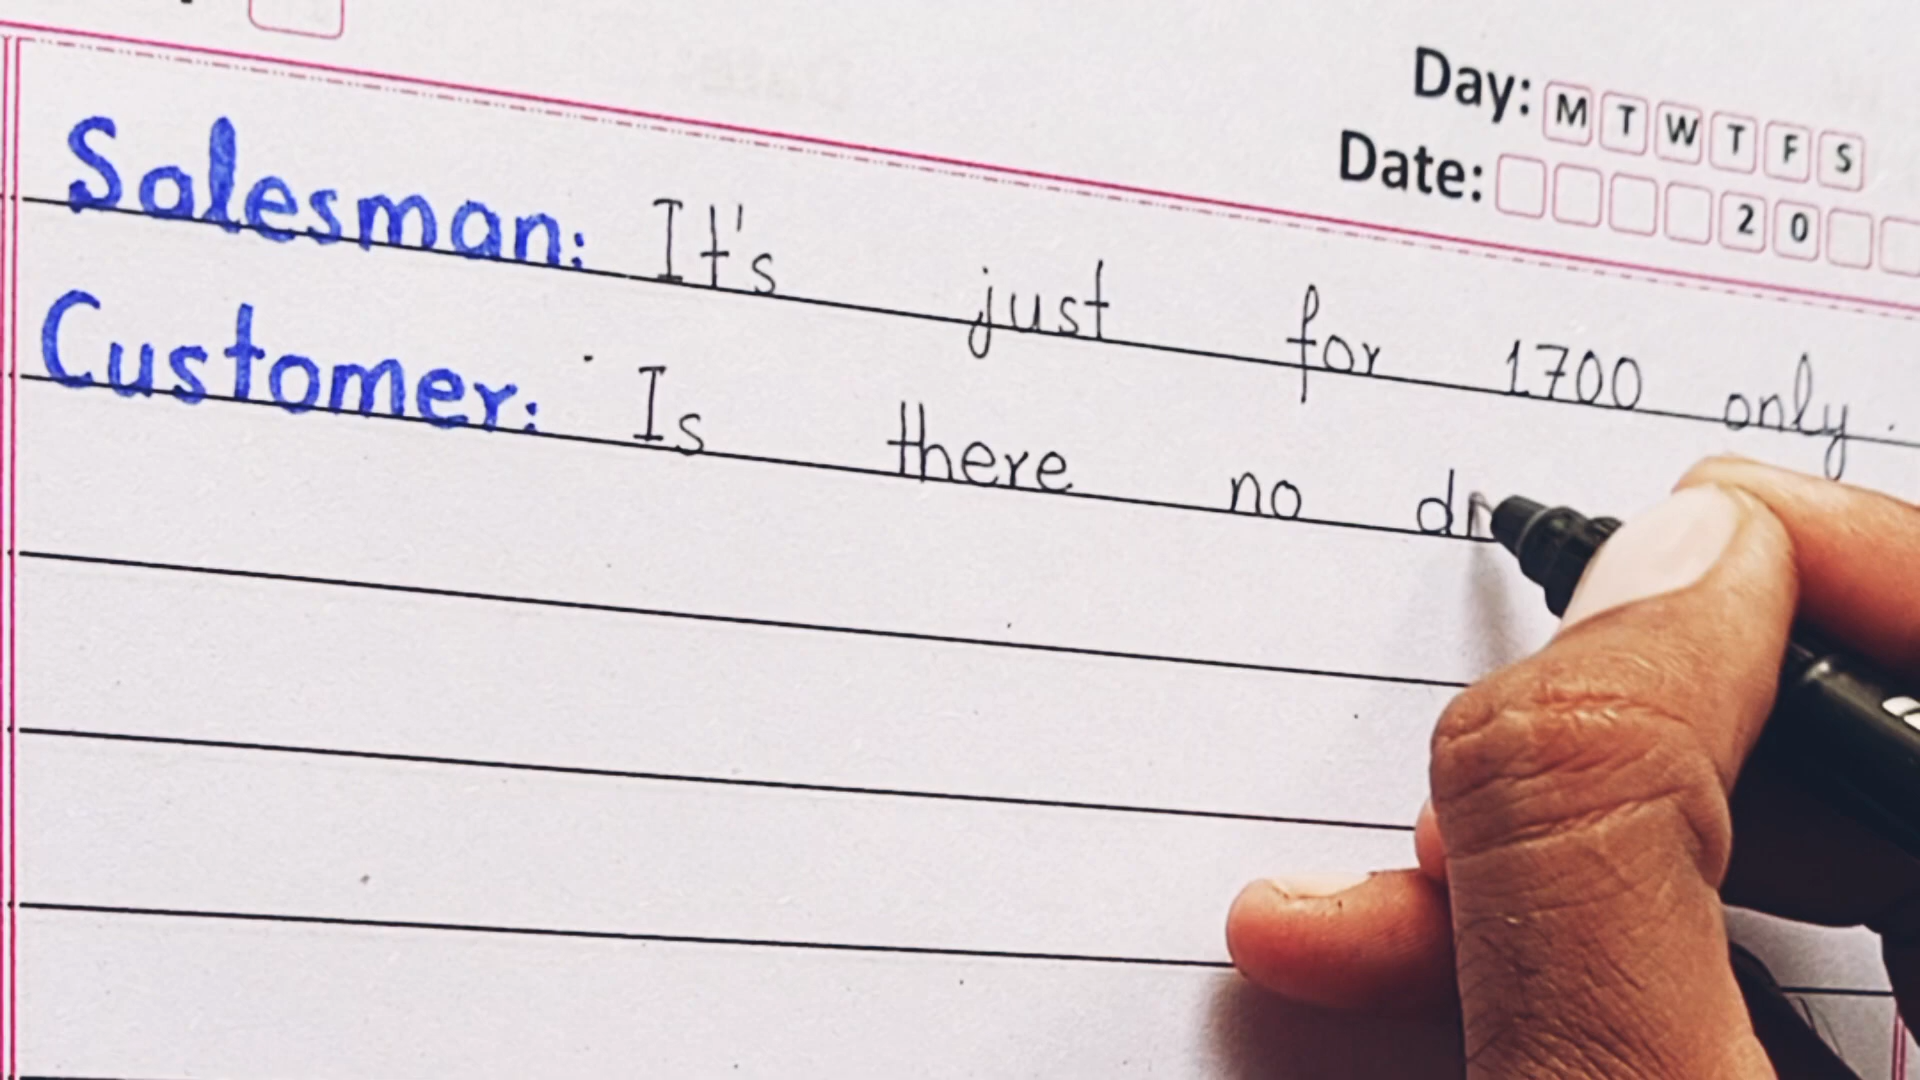 Day: M T W T F S
Date: 2 0
Salesman: It's just for 1700 only.
Customer: Is there no